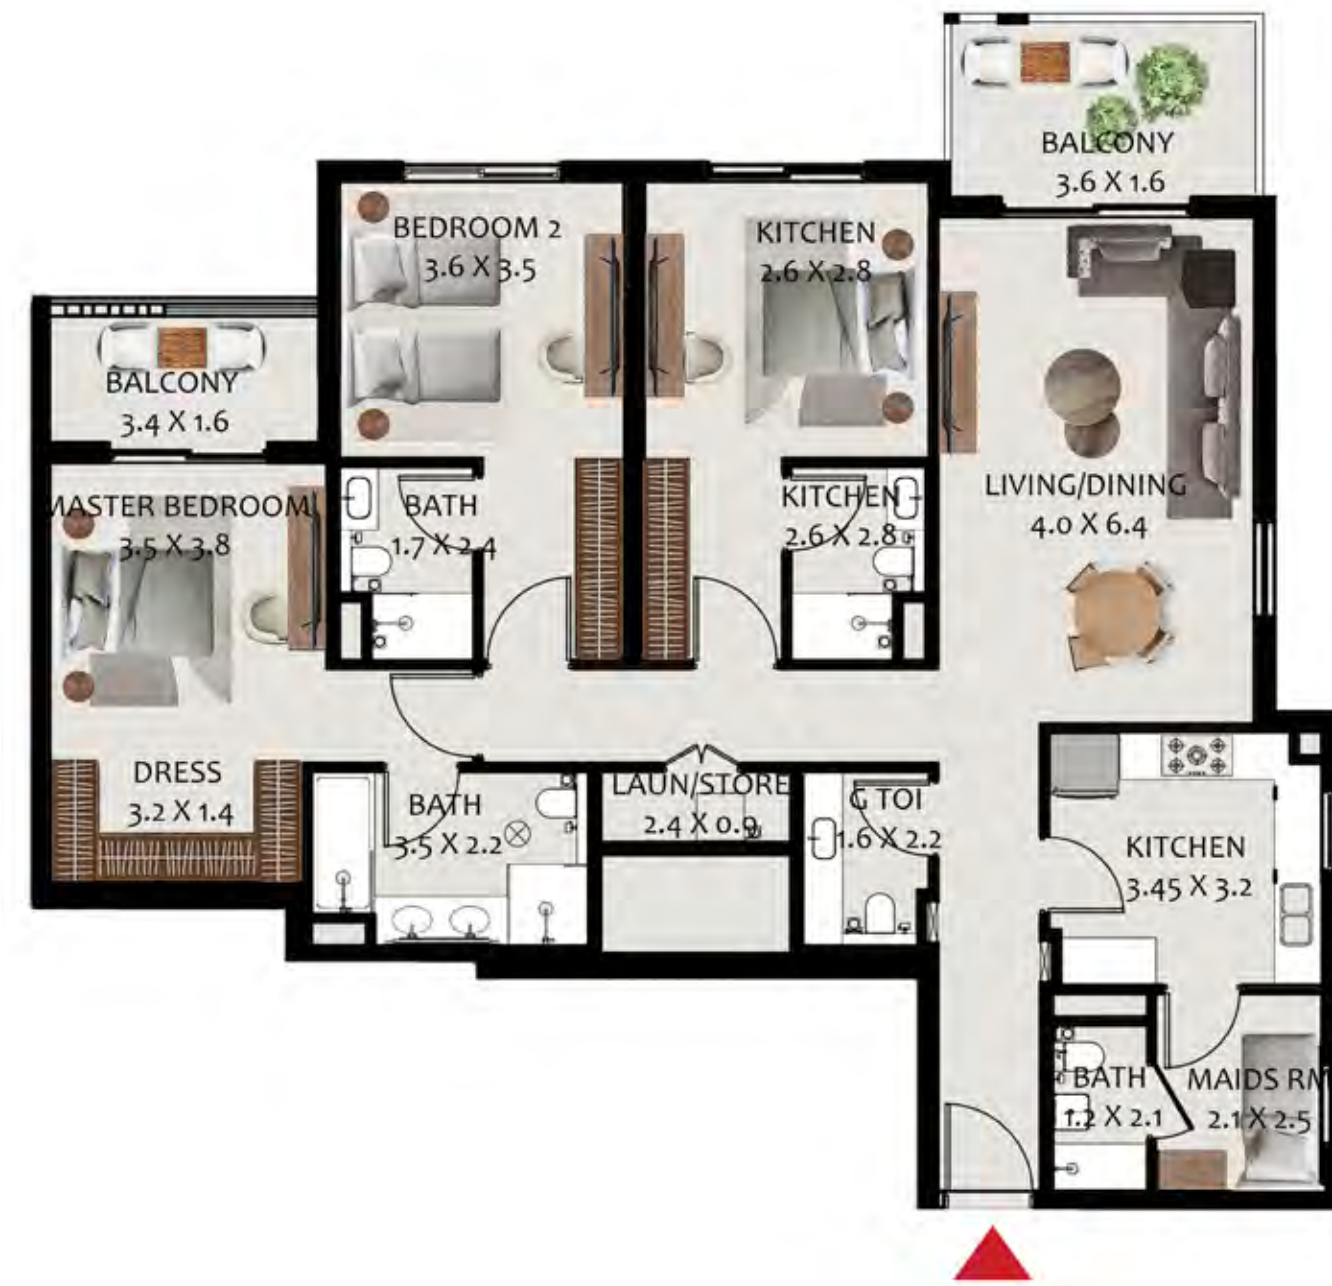 BALCONY
3.6 X 1.6
BEDROOM 2
3.6 X 3.5
KITCHEN
2.6 X 2.8
BALCONY
3.4 X 1.6
LIVING/DINING
4.0 X 6.4
MASTER BEDROOM
3.5 X 3.8
BATH
1.7 X 2.4
KITCHEN
2.6 X 2.8
DRESS
3.2 X 1.4
BATH
3.5 X 2.2
LAUN/STORE
2.4 X 0.9
G TOI
1.6 X 2.2
KITCHEN
3.45 X 3.2
BATH
1.2 X 2.1
MAIDS RM
2.1 X 2.5